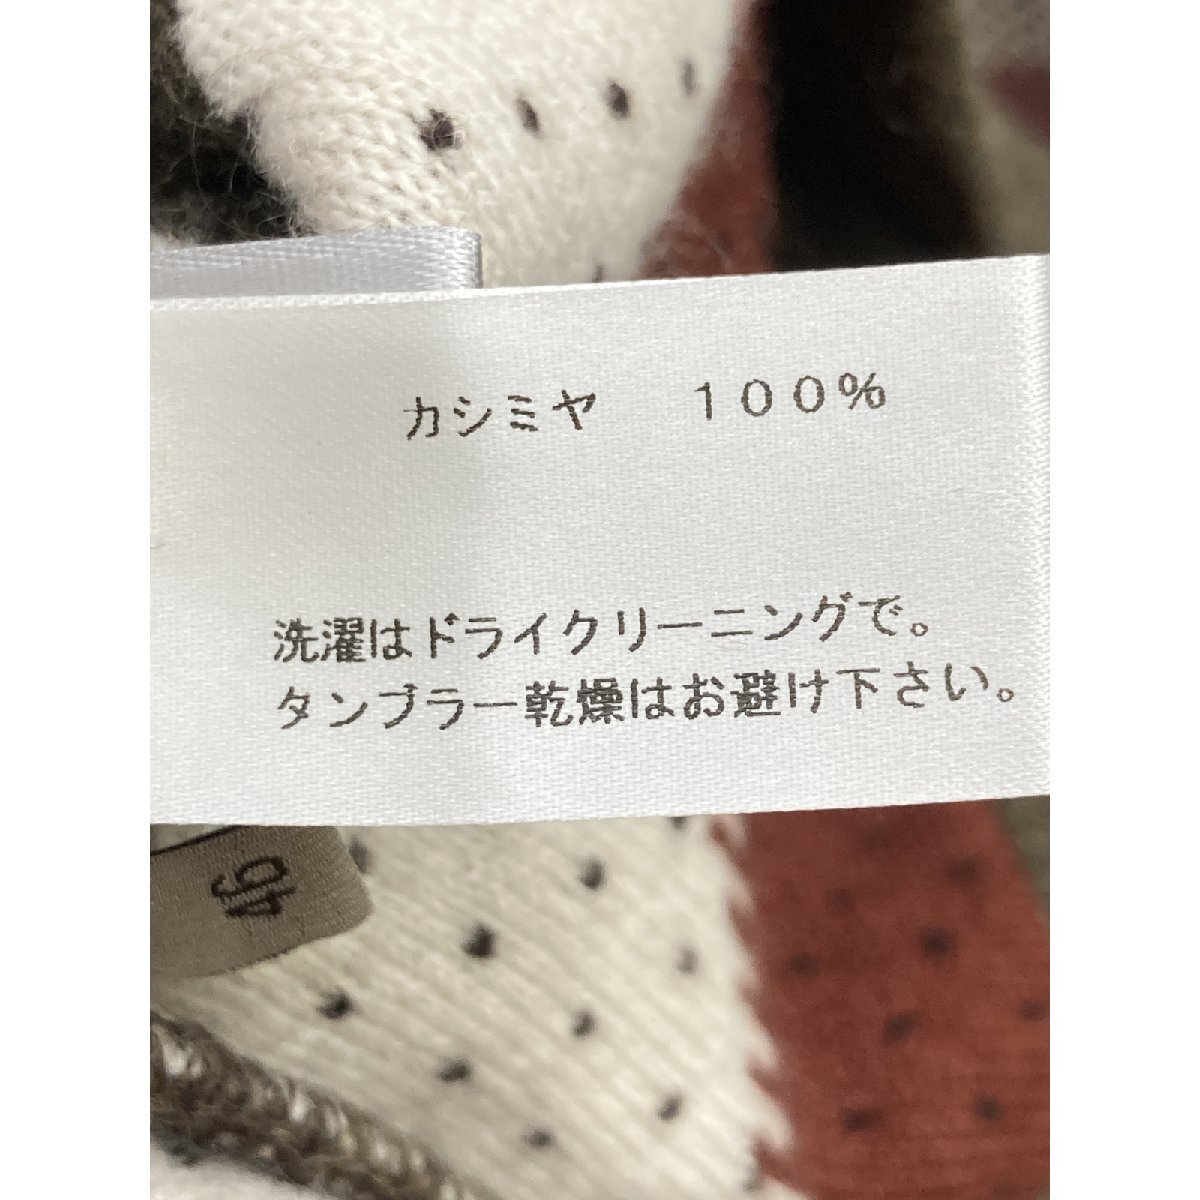 カシミヤ　１００％
洗濯はドライクリーニングで。
タンブラー乾燥はお避け下さい。
46